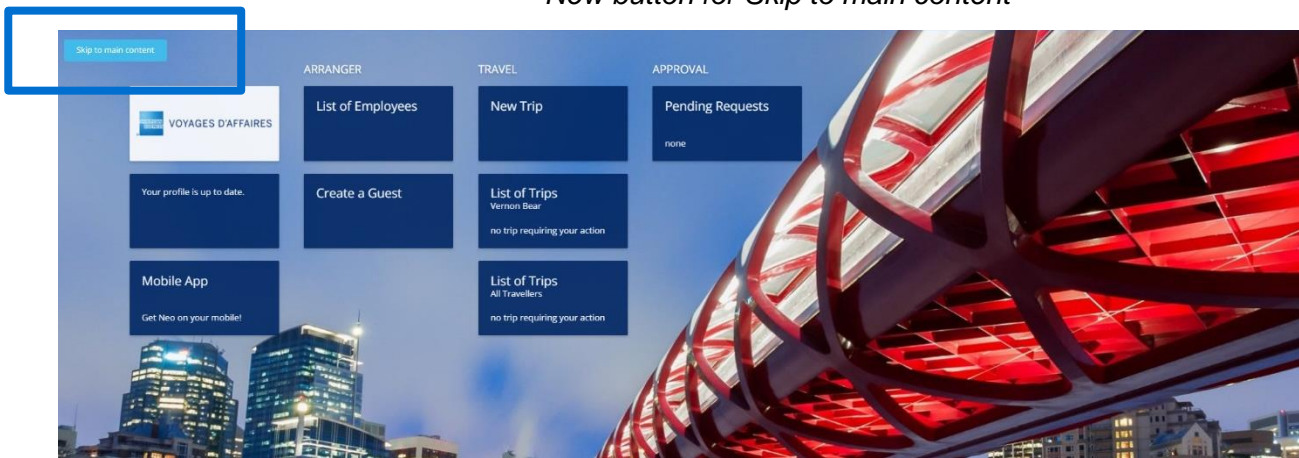 New button for Skip to main content
Skip to main content
VOYAGES D'AFFAIRES
Your profile is up to date.
Mobile App
Get Neo on your mobile!
ARRANGER
List of Employees
Create a Guest
TRAVEL
New Trip
List of Trips
Vernon Bear
no trip requiring your action
List of Trips
All Travellers
no trip requiring your action
APPROVAL
Pending Requests
none